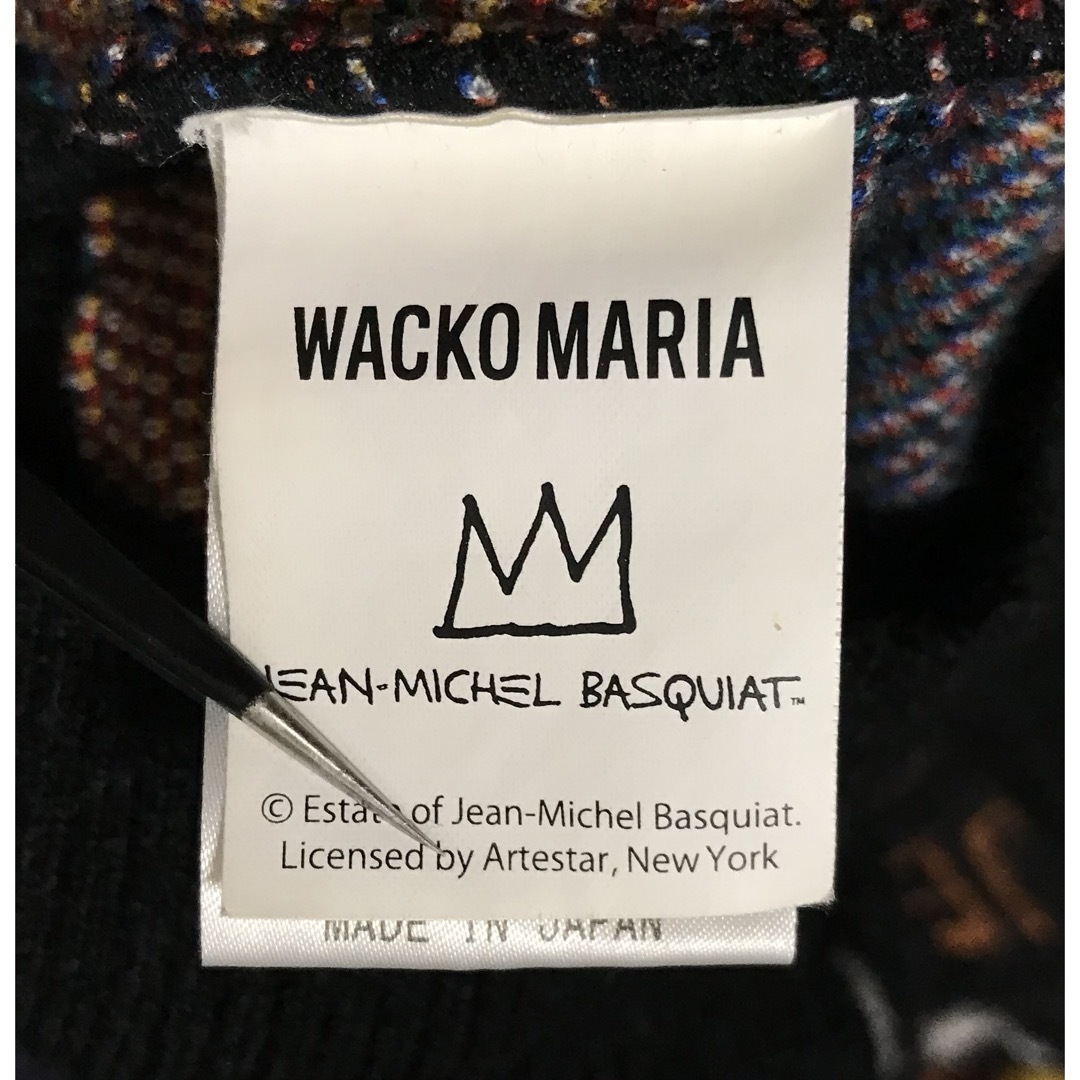 WACKO MARIA
JEAN-MICHEL BASQUIAT™
© Estate of Jean-Michel Basquiat.
Licensed by Artestar, New York
MADE IN JAPAN